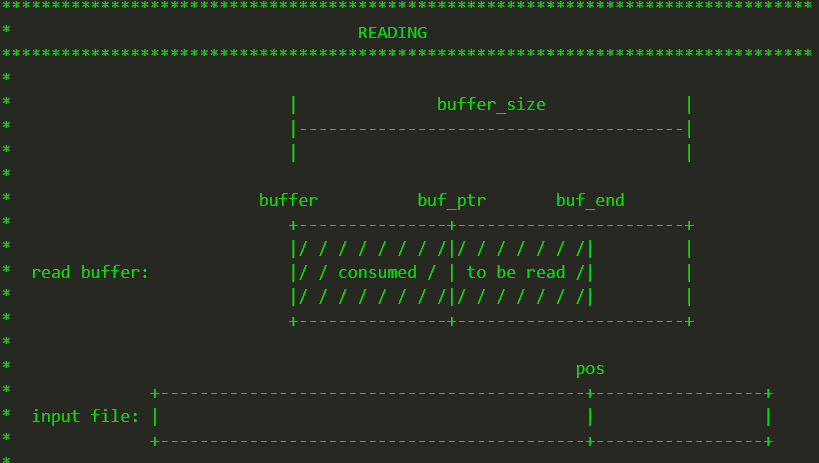 **********************************************************************************
*                                   READING
**********************************************************************************
*
*                            |              buffer_size              |
*                            |---------------------------------------|
*                            |                                       |
*
*                         buffer          buf_ptr       buf_end
*                            +---------------+-----------------------+
*                            |/ / / / / / / /|/ / / / / / /|         |
*  read buffer:              |/ / consumed / | to be read /|         |
*                            |/ / / / / / / /|/ / / / / / /|         |
*                            +---------------+-----------------------+
*
*                                                         pos
*              +-------------------------------------------+-----------------+
*  input file: |                                           |                 |
*              +-------------------------------------------+-----------------+
*